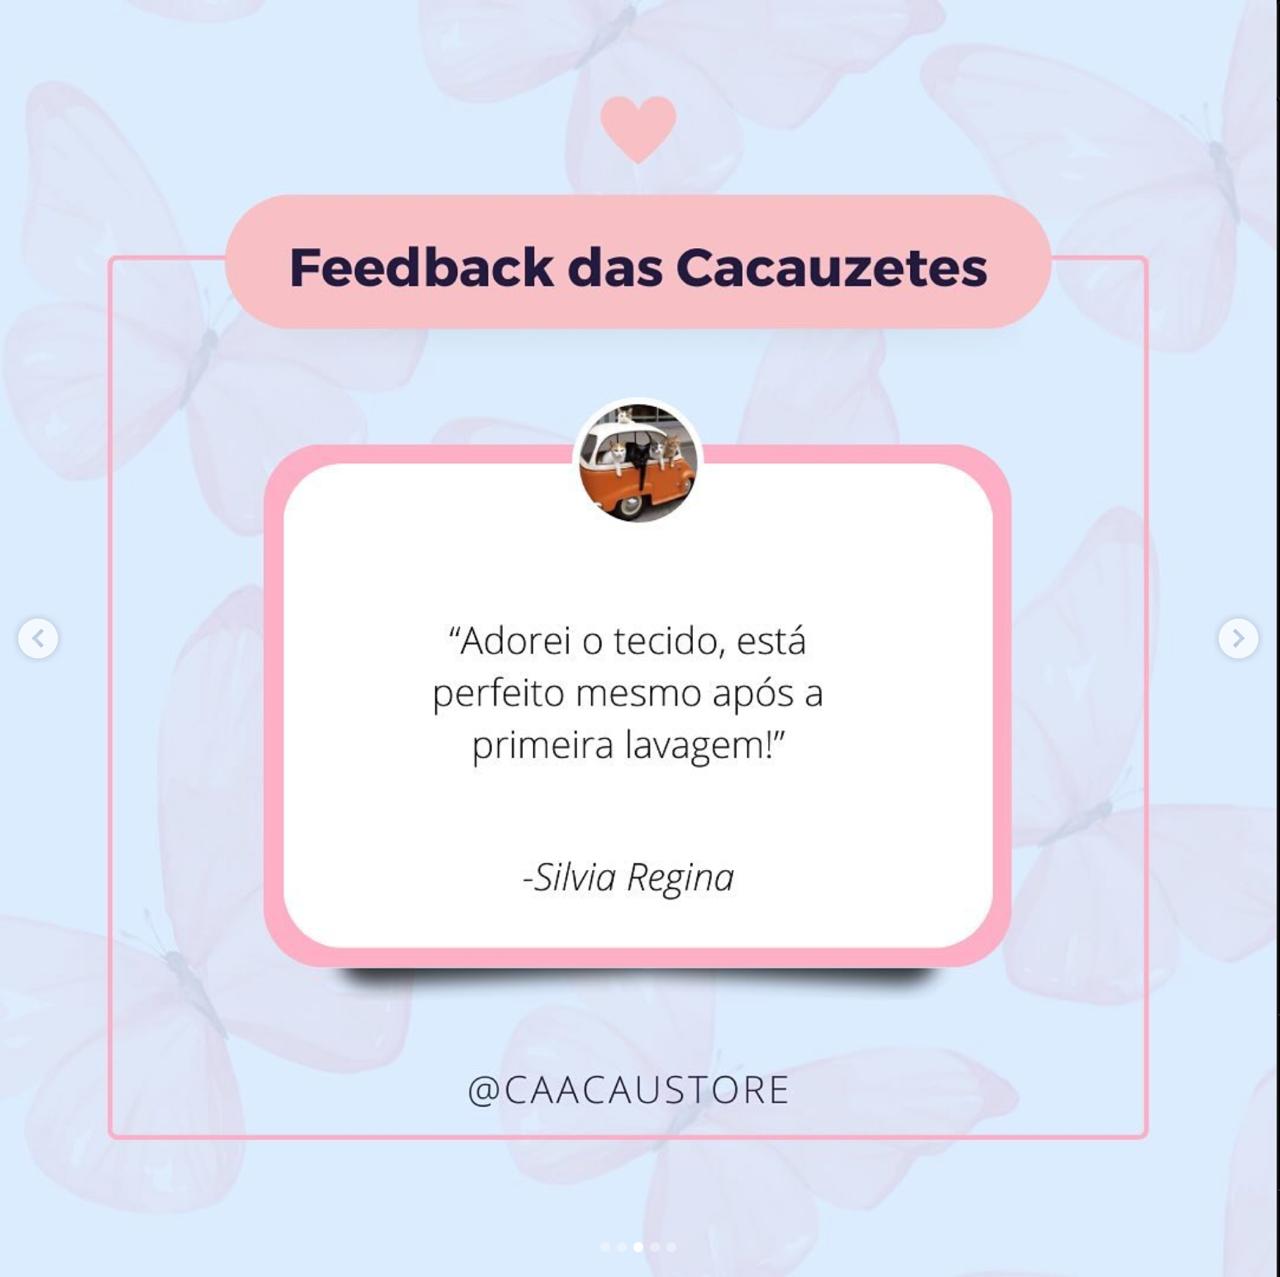 Feedback das Cacauzetes
“Adorei o tecido, está
perfeito mesmo após a
primeira lavagem!”
-Silvia Regina
@CAACAUSTORE